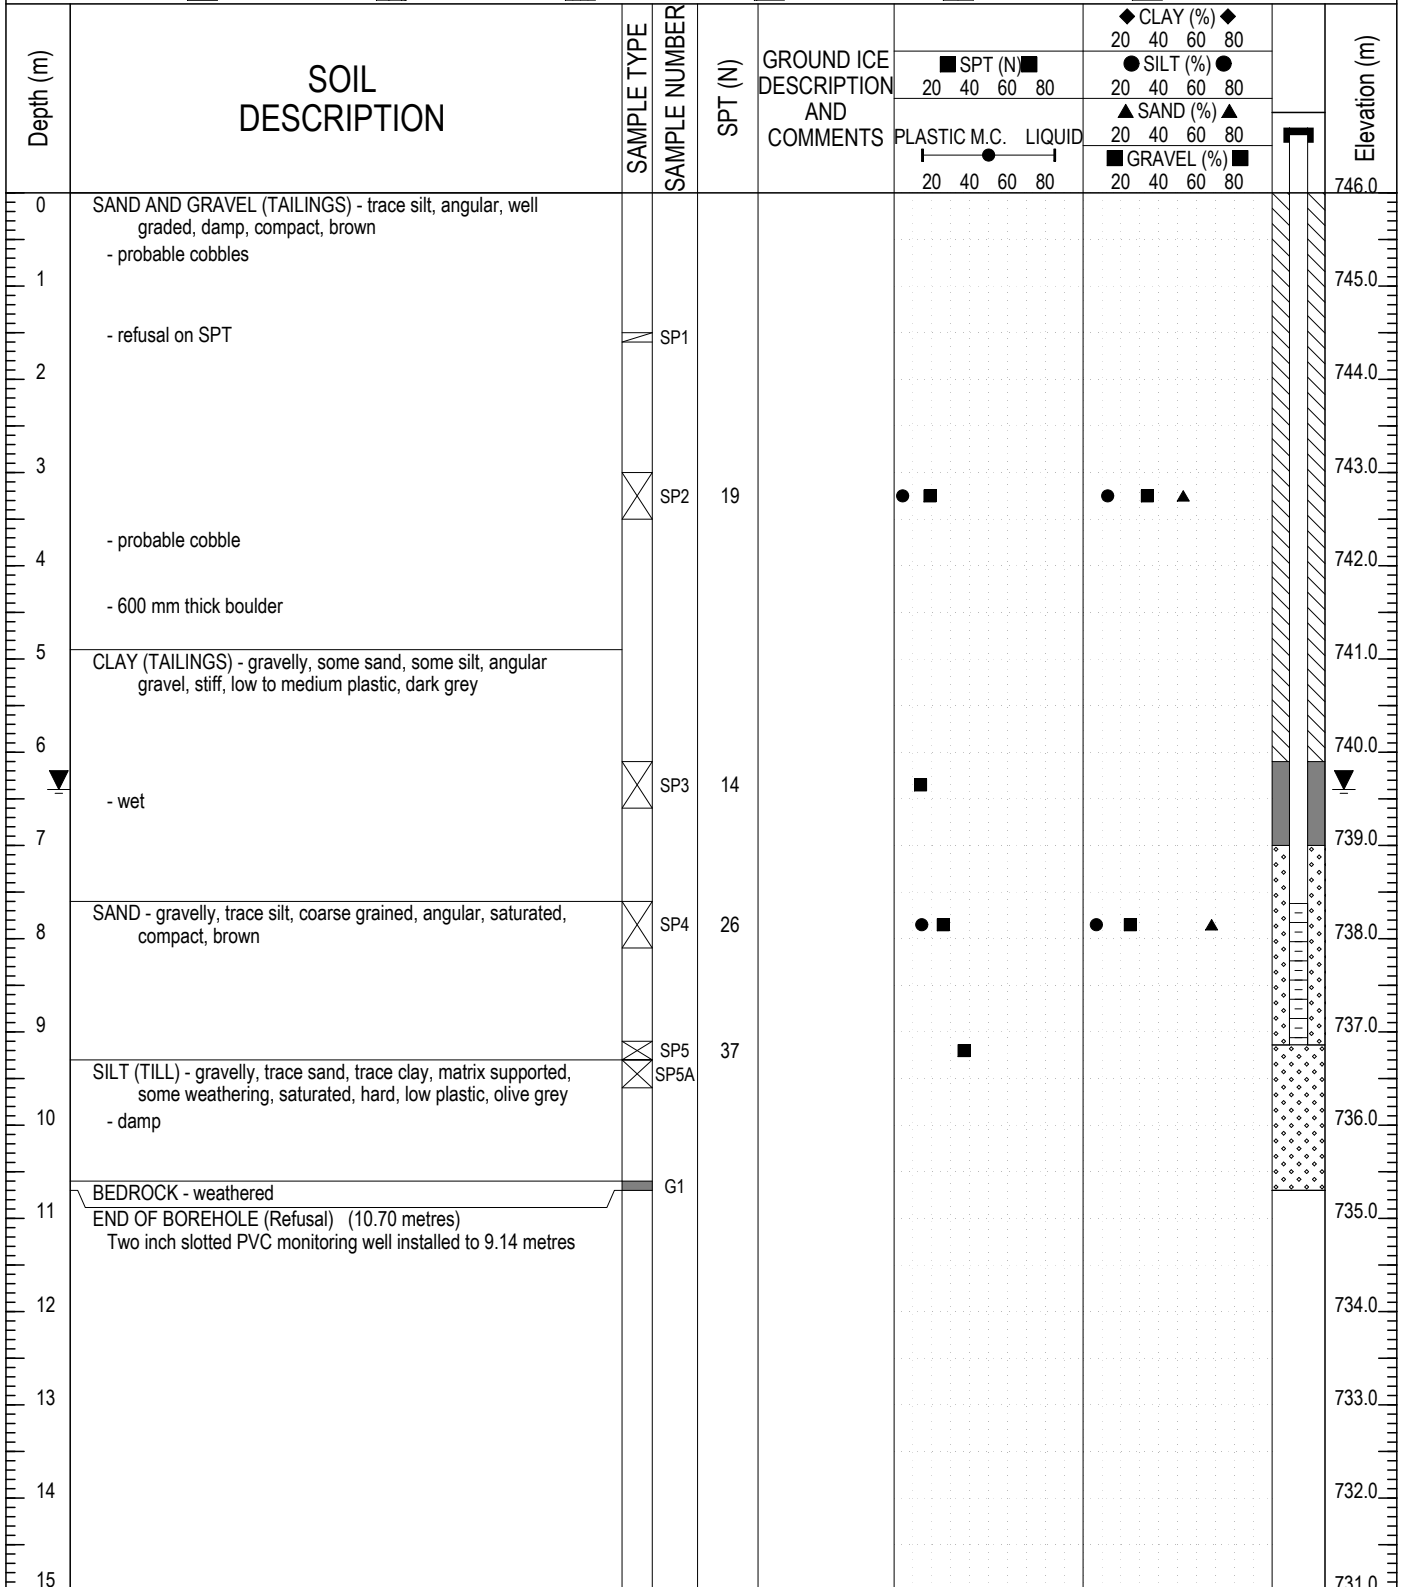 Depth (m)
SOIL
DESCRIPTION
SAMPLE TYPE
SAMPLE NUMBER
SPT (N)
GROUND ICE
DESCRIPTION
AND
COMMENTS
■ SPT (N) ■
20 40 60 80
PLASTIC M.C. LIQUID
20 40 60 80
◆ CLAY (%) ◆
20 40 60 80
● SILT (%) ●
20 40 60 80
▲ SAND (%) ▲
20 40 60 80
■ GRAVEL (%) ■
20 40 60 80
Elevation (m)
746.0
0 SAND AND GRAVEL (TAILINGS) - trace silt, angular, well
graded, damp, compact, brown
- probable cobbles
1 745.0
- refusal on SPT SP1
2 744.0
3 743.0
SP2 19
- probable cobble
4 742.0
- 600 mm thick boulder
5 741.0
CLAY (TAILINGS) - gravelly, some sand, some silt, angular
gravel, stiff, low to medium plastic, dark grey
6 740.0
SP3 14
- wet
7 739.0
SAND - gravelly, trace silt, coarse grained, angular, saturated,
compact, brown
SP4 26
8 738.0
9 737.0
SP5 37
SILT (TILL) - gravelly, trace sand, trace clay, matrix supported,
SP5A
some weathering, saturated, hard, low plastic, olive grey
10 - damp 736.0
BEDROCK - weathered G1
11 735.0
END OF BOREHOLE (Refusal) (10.70 metres)
Two inch slotted PVC monitoring well installed to 9.14 metres
12 734.0
13 733.0
14 732.0
15 731.0